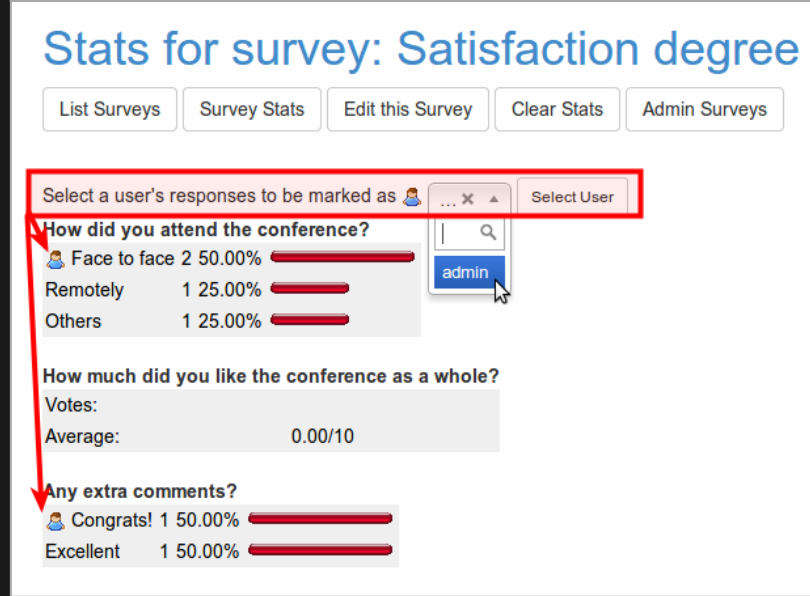 Stats for survey: Satisfaction degree
List Surveys Survey Stats Edit this Survey Clear Stats Admin Surveys
Select a user's responses to be marked as ... Select User
How did you attend the conference?
admin
Face to face 2 50.00%
Remotely 1 25.00%
Others 1 25.00%
How much did you like the conference as a whole?
Votes:
Average: 0.00/10
Any extra comments?
Congrats! 1 50.00%
Excellent 1 50.00%